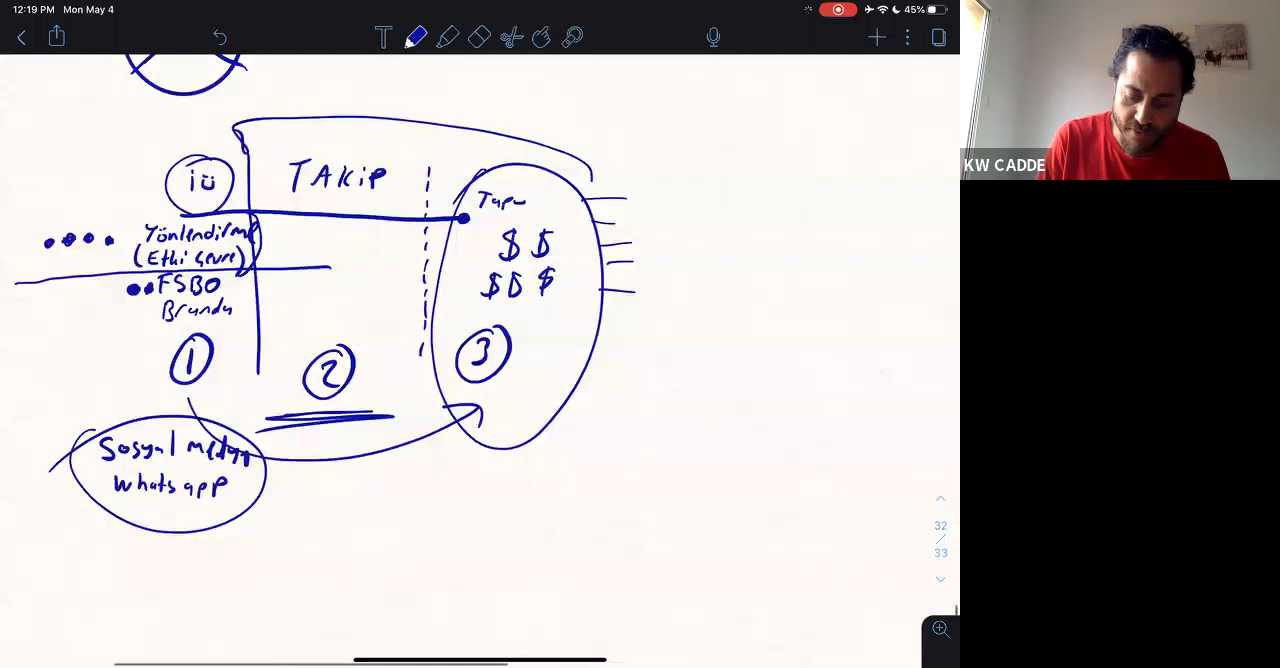 12:19 PM Mon May 4
45%
KW CADDE
İÜ
TAKİP
Tapu
Yönlendirme
(Etki Çevre)
$ $
FSBO
$ $ $
Branda
1
2
3
Sosyal medya
whatsapp
32
/
33